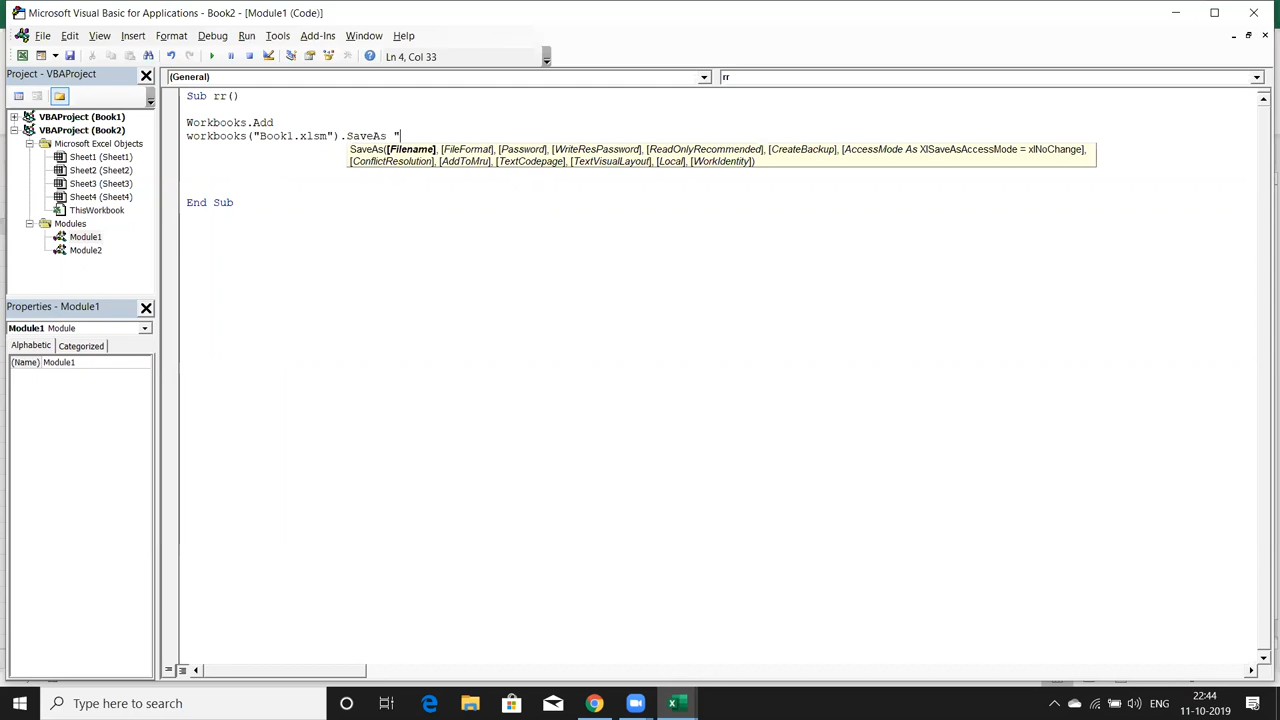 Microsoft Visual Basic for Applications - Book2 - [Module1 (Code)]
File Edit View Insert Format Debug Run Tools Add-Ins Window Help
Ln 4, Col 33
Project - VBAProject
(General)
rr
VBAProject (Book1)
VBAProject (Book2)
Microsoft Excel Objects
Sheet1 (Sheet1)
Sheet2 (Sheet2)
Sheet3 (Sheet3)
Sheet4 (Sheet4)
ThisWorkbook
Modules
Module1
Module2
Sub rr()
Workbooks.Add
workbooks("Book1.xlsm").SaveAs "
SaveAs([Filename], [FileFormat], [Password], [WriteResPassword], [ReadOnlyRecommended], [CreateBackup], [AccessMode As XlSaveAsAccessMode = xlNoChange],
[ConflictResolution], [AddToMru], [TextCodepage], [TextVisualLayout], [Local], [WorkIdentity])
End Sub
Properties - Module1
Module1 Module
Alphabetic Categorized
(Name) Module1
Type here to search
ENG
22:44
11-10-2019